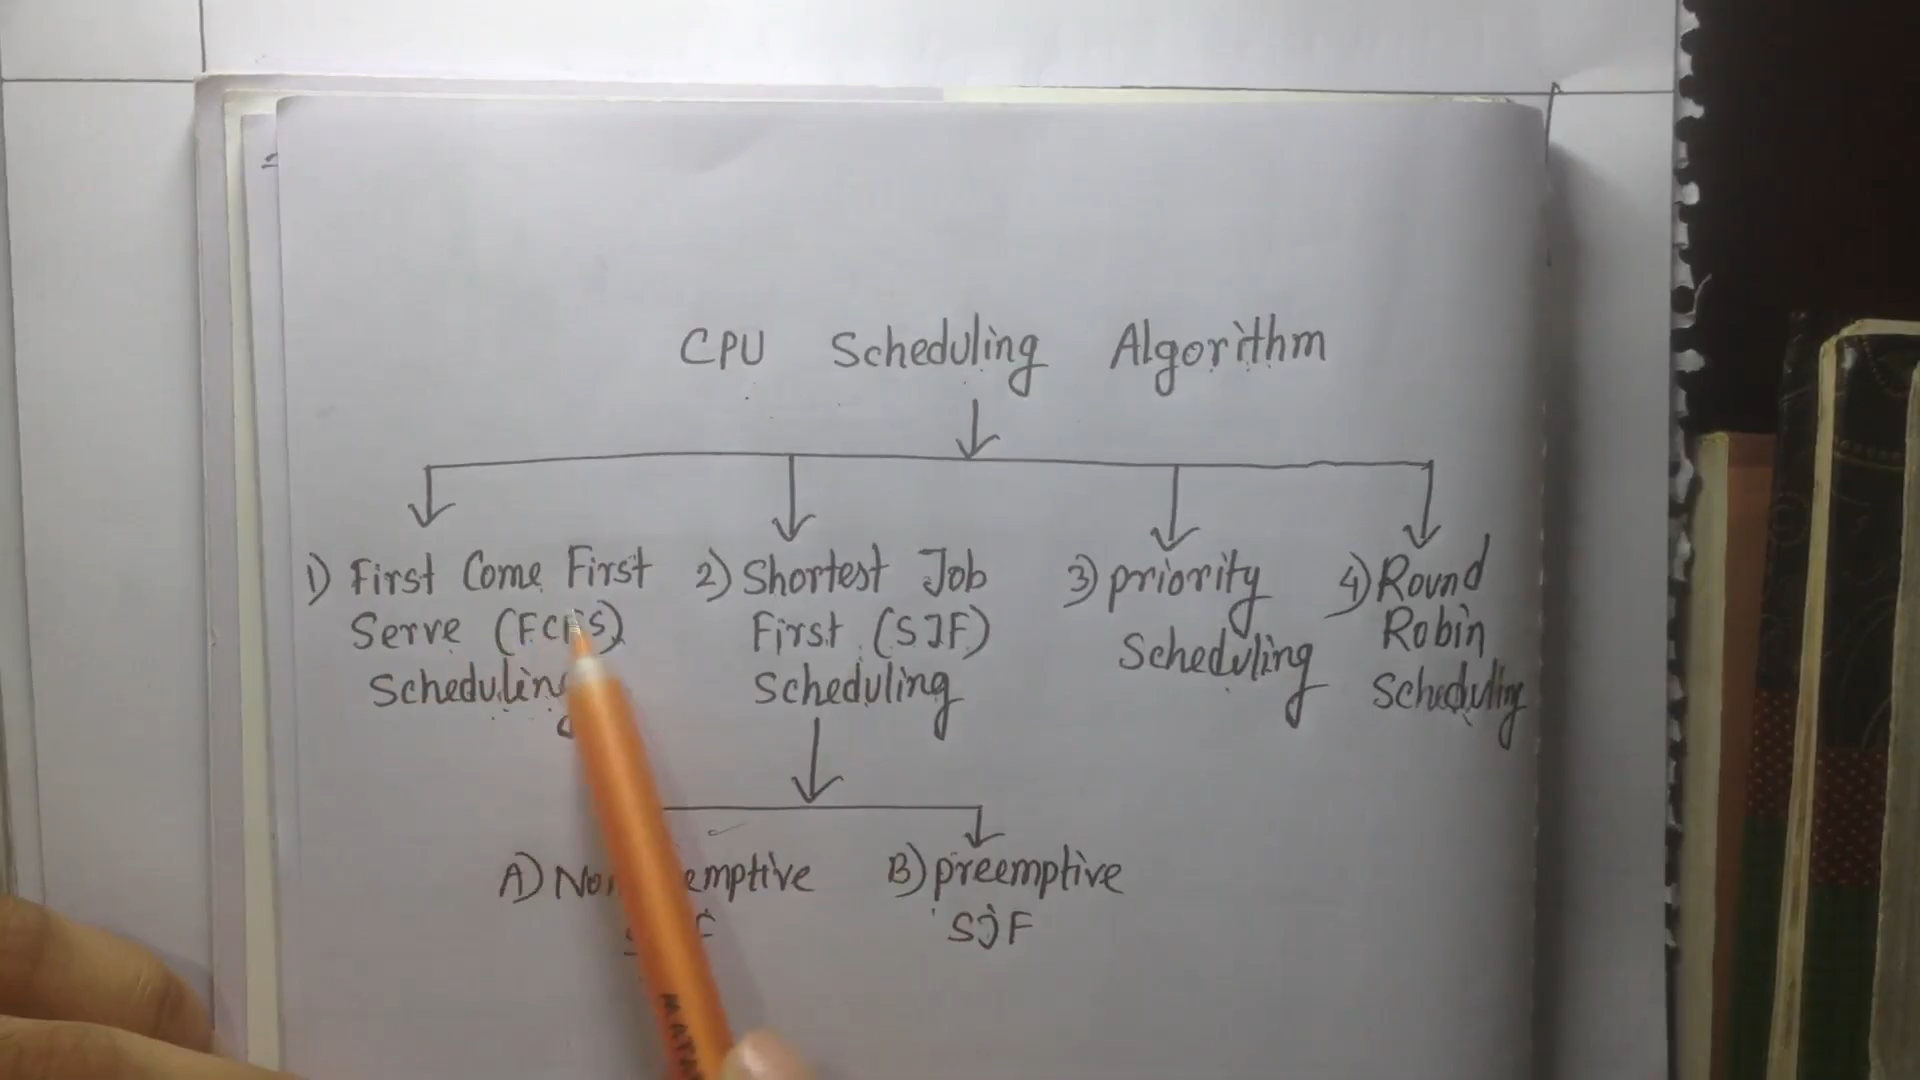 CPU Scheduling Algorithm
1) First Come First
Serve (FCFS)
Scheduling
2) Shortest Job
First (SJF)
Scheduling
3) priority
Scheduling
4) Round
Robin
Scheduling
A)
B) preemptive
SJF